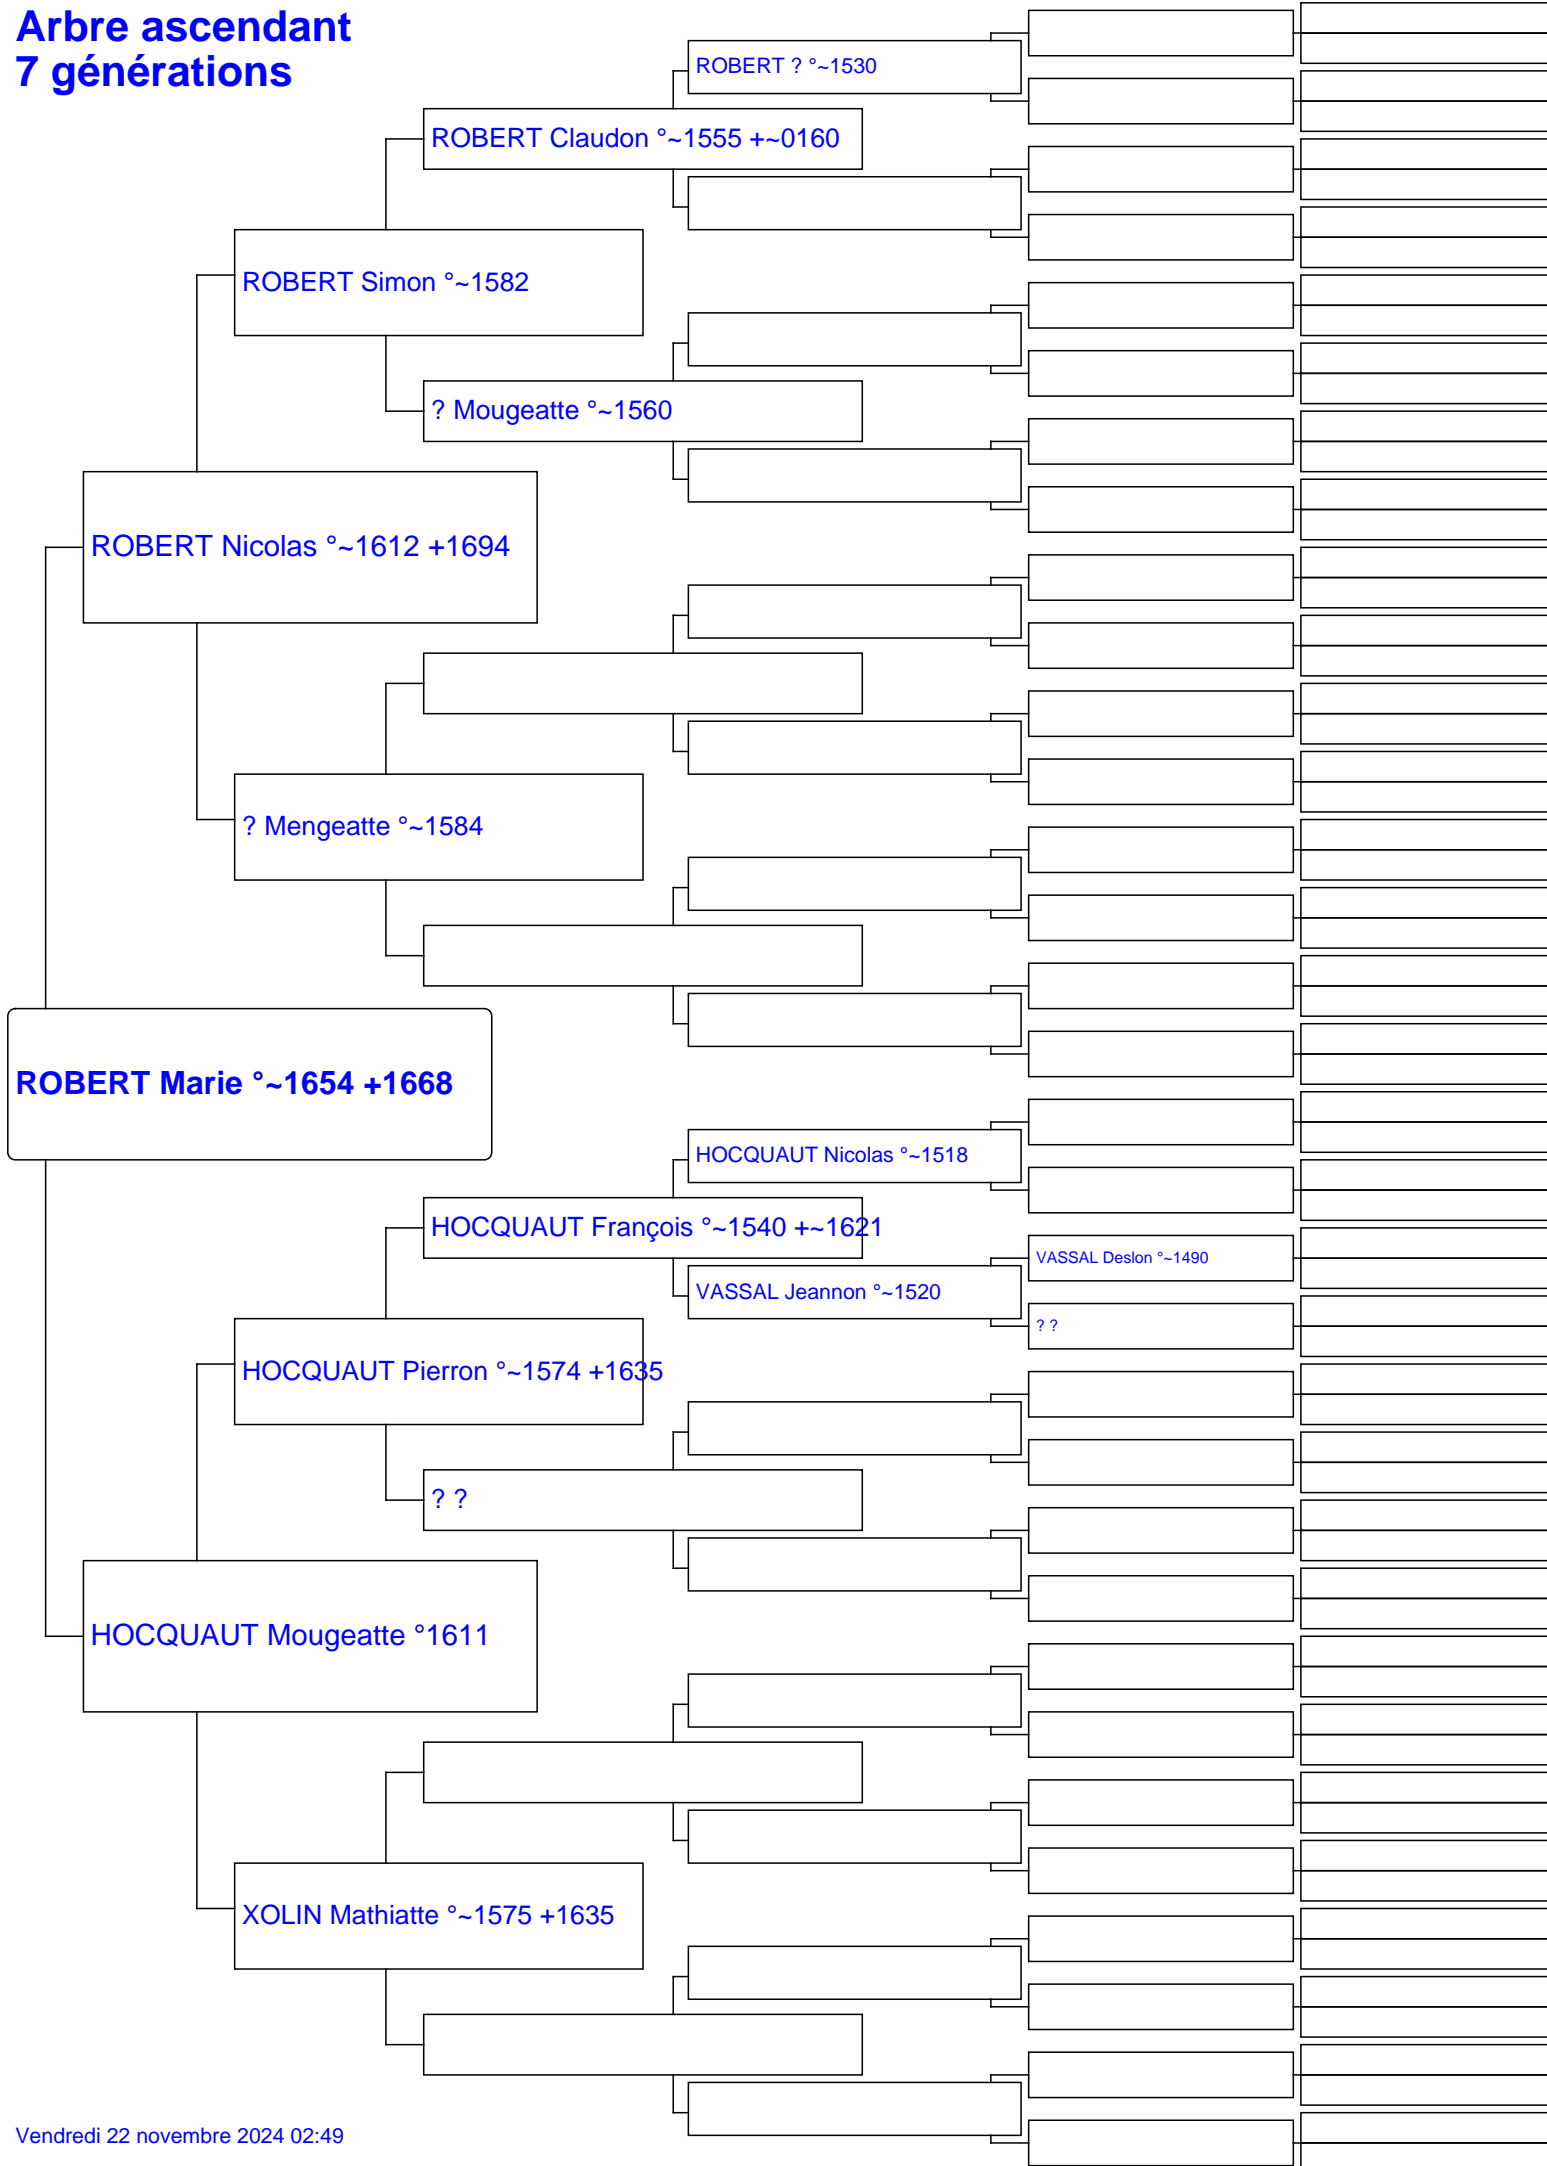 Arbre ascendant
7 générations
ROBERT ? °~1530
ROBERT Claudon °~1555 +~0160
ROBERT Simon °~1582
? Mougeatte °~1560
ROBERT Nicolas °~1612 +1694
? Mengeatte °~1584
ROBERT Marie °~1654 +1668
HOCQUAUT Nicolas °~1518
HOCQUAUT François °~1540 +~1621
VASSAL Deslon °~1490
VASSAL Jeannon °~1520
? ?
HOCQUAUT Pierron °~1574 +1635
? ?
HOCQUAUT Mougeatte °1611
XOLIN Mathiatte °~1575 +1635
Vendredi 22 novembre 2024 02:49